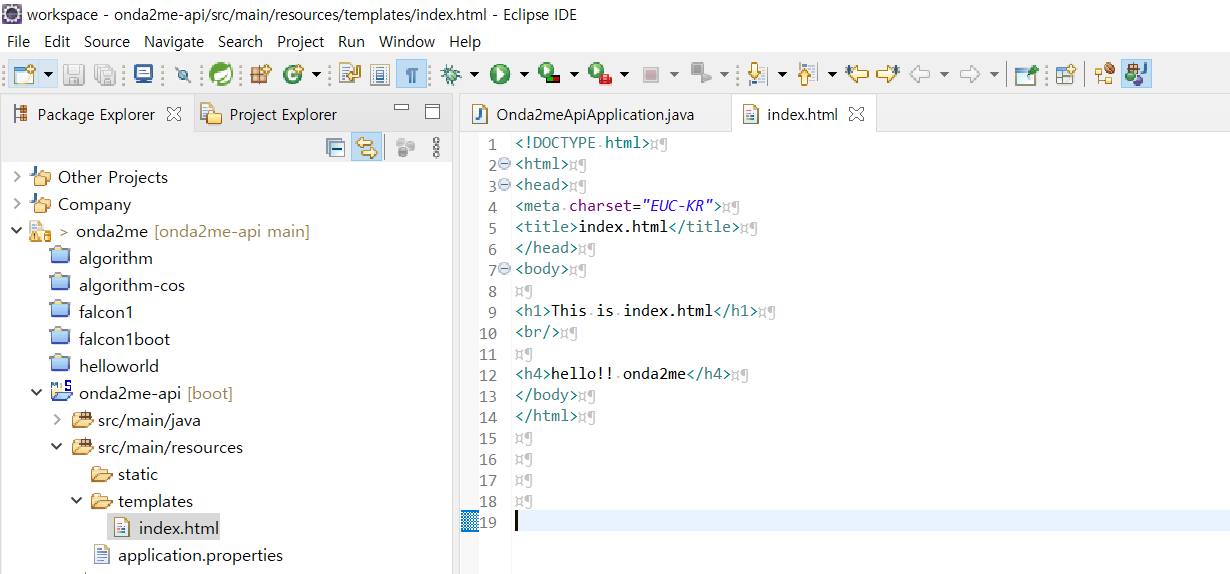 workspace - onda2me-api/src/main/resources/templates/index.html - Eclipse IDE
File Edit Source Navigate Search Project Run Window Help
Package Explorer Project Explorer
Other Projects
Company
> onda2me [onda2me-api main]
algorithm
algorithm-cos
falcon1
falcon1boot
helloworld
onda2me-api [boot]
src/main/java
src/main/resources
static
templates
index.html
application.properties
Onda2meApiApplication.java index.html
1 <!DOCTYPE·html>¤¶
2 <html>¤¶
3 <head>¤¶
4 <meta·charset="EUC-KR">¤¶
5 <title>index.html</title>¤¶
6 </head>¤¶
7 <body>¤¶
8 ¤¶
9 <h1>This·is·index.html</h1>¤¶
10 <br/>¤¶
11 ¤¶
12 <h4>hello!!·onda2me</h4>¤¶
13 </body>¤¶
14 </html>¤¶
15 ¤¶
16 ¤¶
17 ¤¶
18 ¤¶
19